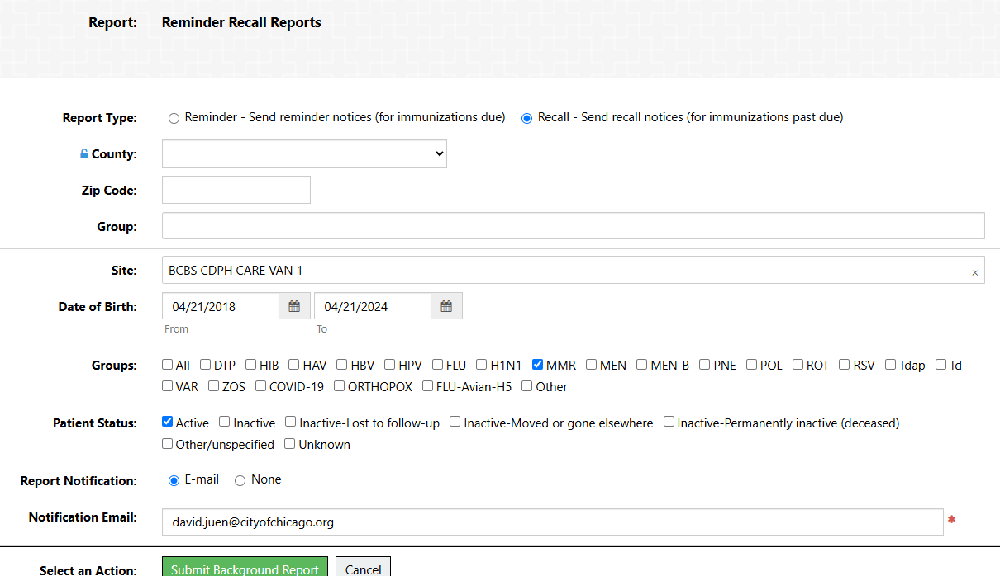 Report: Reminder Recall Reports
Report Type: Reminder - Send reminder notices (for immunizations due) Recall - Send recall notices (for immunizations past due)
County:
Zip Code:
Group:
Site: BCBS CDPH CARE VAN 1 ×
Date of Birth: 04/21/2018 04/21/2024
From To
Groups: All DTP HIB HAV HBV HPV FLU H1N1 MMR MEN MEN-B PNE POL ROT RSV Tdap Td
VAR ZOS COVID-19 ORTHOPOX FLU-Avian-H5 Other
Patient Status: Active Inactive Inactive-Lost to follow-up Inactive-Moved or gone elsewhere Inactive-Permanently inactive (deceased)
Other/unspecified Unknown
Report Notification: E-mail None
Notification Email: david.juen@cityofchicago.org *
Select an Action: Submit Background Report Cancel